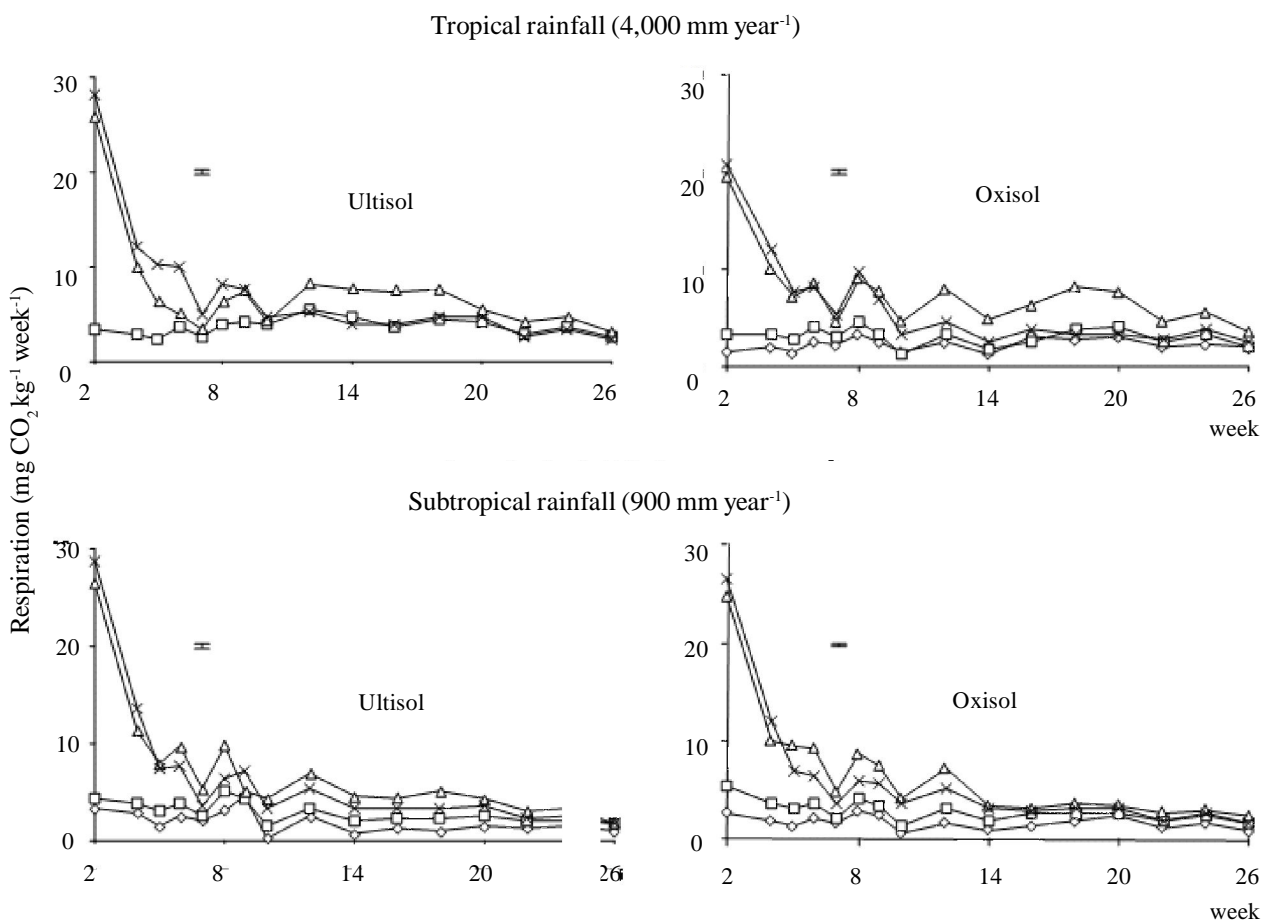 Tropical rainfall (4,000 mm year⁻¹)
Respiration (mg CO₂ kg⁻¹ week⁻¹)
30
20
10
0
Ultisol
2 8 14 20 26
30
20
10
0
Oxisol
2 8 14 20 26
week
Subtropical rainfall (900 mm year⁻¹)
30
20
10
0
Ultisol
2 8 14 20 26
30
20
10
0
Oxisol
2 8 14 20 26
week